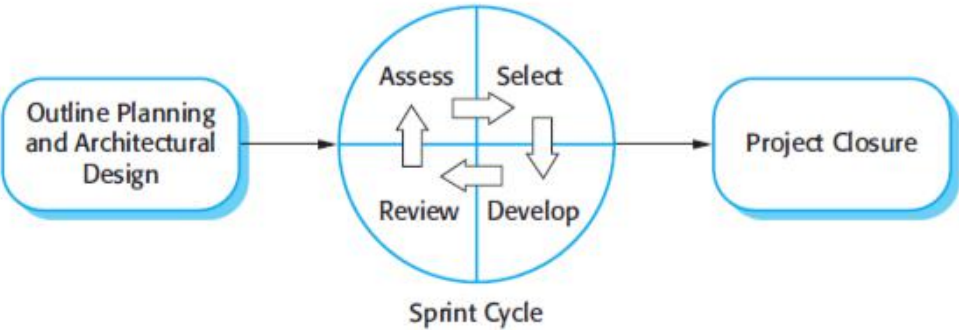 Outline Planning
and Architectural
Design
Assess
Select
Review
Develop
Sprint Cycle
Project Closure